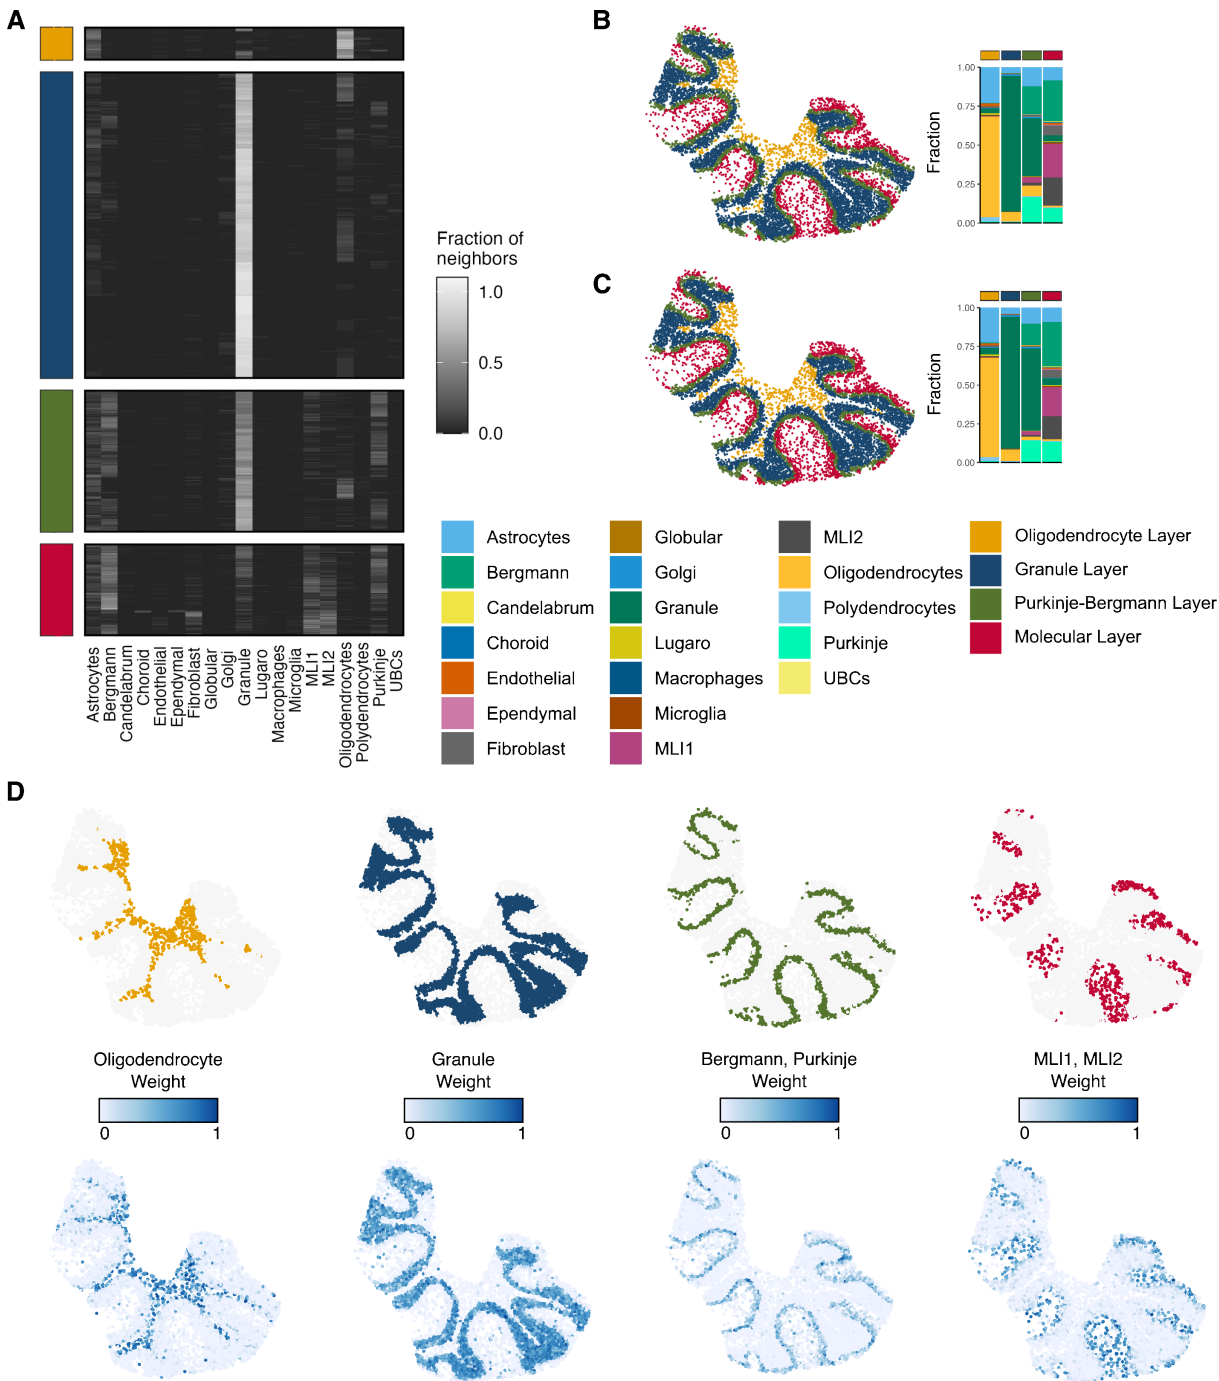 A
Fraction of
neighbors
1.0
0.5
0.0
Astrocytes
Bergmann
Candelabrum
Choroid
Endothelial
Ependymal
Fibroblast
Globular
Golgi
Granule
Lugaro
Macrophages
Microglia
MLI1
MLI2
Oligodendrocytes
Polydendrocytes
Purkinje
UBCs
B
Fraction
1.00
0.75
0.50
0.25
0.00
C
Fraction
1.00
0.75
0.50
0.25
0.00
Astrocytes
Bergmann
Candelabrum
Choroid
Endothelial
Ependymal
Fibroblast
Globular
Golgi
Granule
Lugaro
Macrophages
Microglia
MLI1
MLI2
Oligodendrocytes
Polydendrocytes
Purkinje
UBCs
Oligodendrocyte Layer
Granule Layer
Purkinje-Bergmann Layer
Molecular Layer
D
Oligodendrocyte
Weight
0 1
Granule
Weight
0 1
Bergmann, Purkinje
Weight
0 1
MLI1, MLI2
Weight
0 1